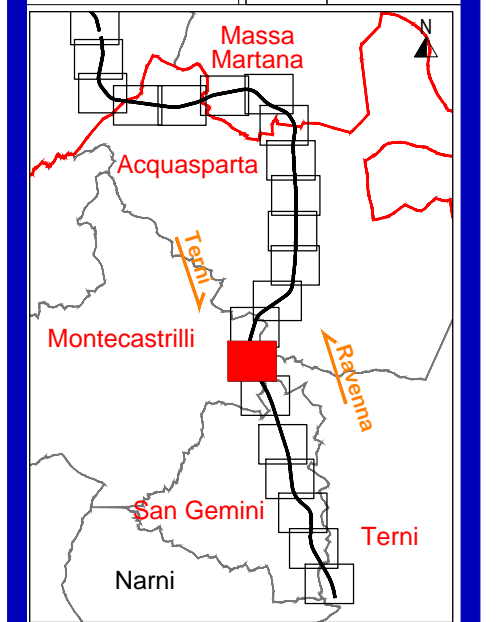 N
Massa
Martana
Acquasparta
Terni
Montecastrilli
Ravenna
San Gemini
Terni
Narni